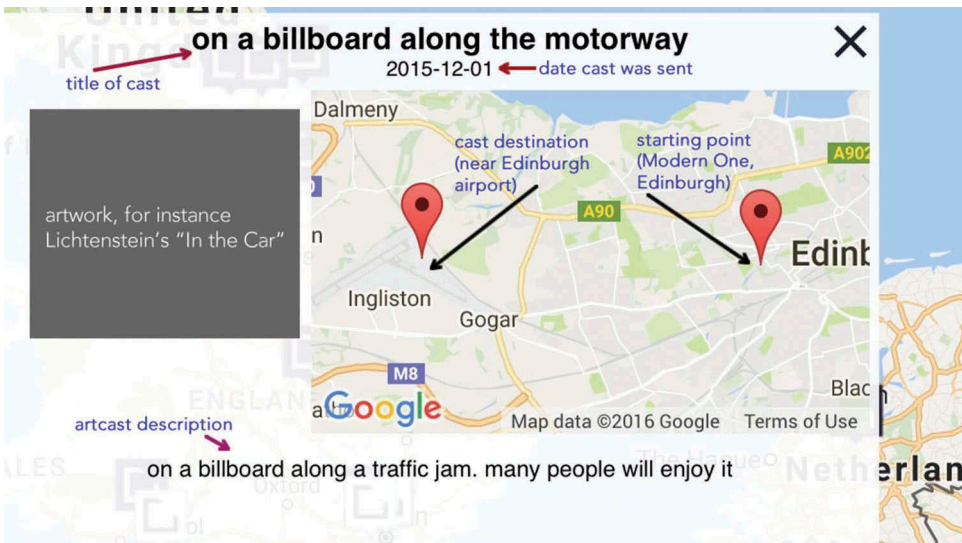 United
Kingd
on a billboard along the motorway
2015-12-01
date cast was sent
title of cast
Dalmeny
cast destination
(near Edinburgh
airport)
starting point
(Modern One,
Edinburgh)
A902
A90
artwork, for instance
Lichtenstein's "In the Car"
n
Edinb
Ingliston
Gogar
M8
Blac
ENGLAN
Google
Map data ©2016 Google
Terms of Use
artcast description
on a billboard along a traffic jam. many people will enjoy it
ALES
The Hague
Netherlan
Oxford
ol
n